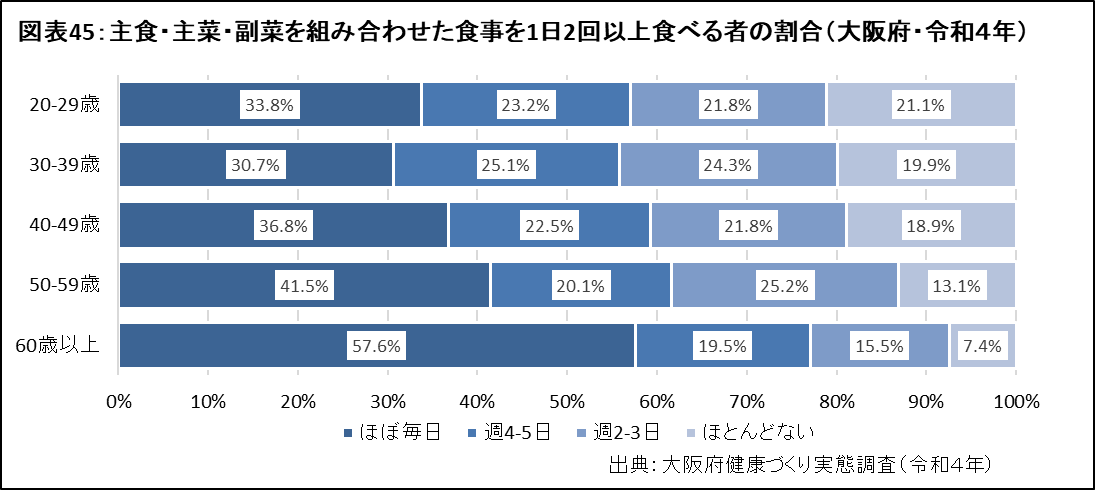 図表45：主食・主菜・副菜を組み合わせた食事を1日2回以上食べる者の割合（大阪府・令和４年）
20-29歳 33.8% 23.2% 21.8% 21.1%
30-39歳 30.7% 25.1% 24.3% 19.9%
40-49歳 36.8% 22.5% 21.8% 18.9%
50-59歳 41.5% 20.1% 25.2% 13.1%
60歳以上 57.6% 19.5% 15.5% 7.4%
0% 10% 20% 30% 40% 50% 60% 70% 80% 90% 100%
ほぼ毎日 週4-5日 週2-3日 ほとんどない
出典：大阪府健康づくり実態調査（令和４年）